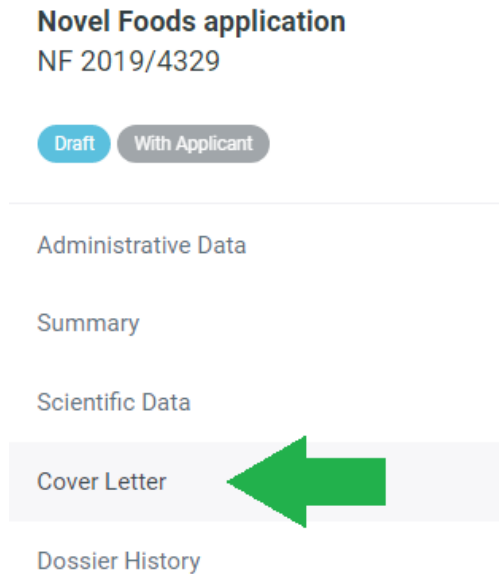 Novel Foods application
NF 2019/4329
Draft With Applicant
Administrative Data
Summary
Scientific Data
Cover Letter
Dossier History